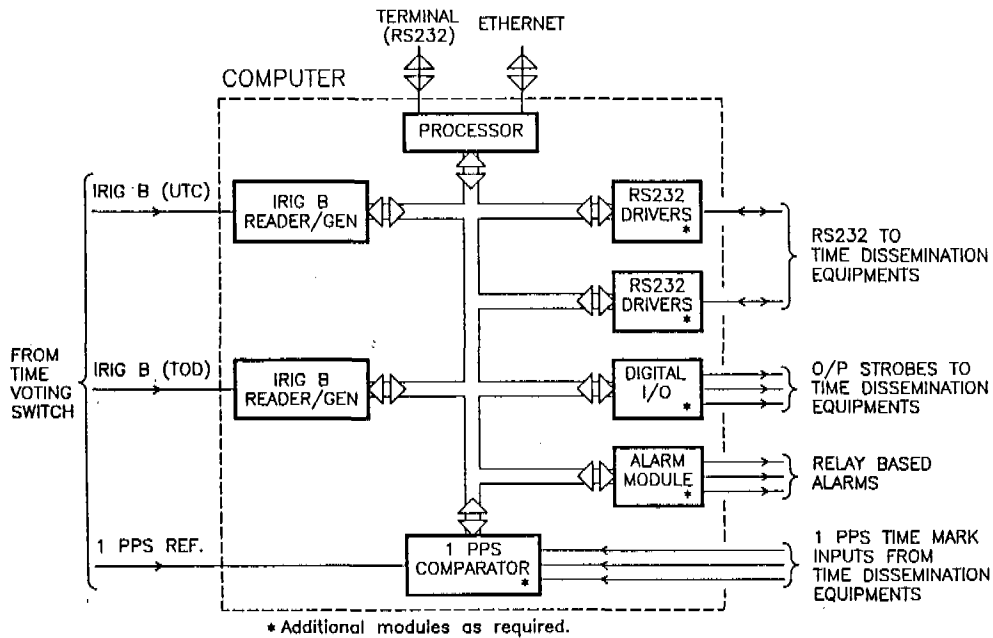 TERMINAL
(RS232)
ETHERNET
COMPUTER
PROCESSOR
IRIG B (UTC)
IRIG B
READER/GEN
RS232
DRIVERS
*
RS232 TO
TIME DISSEMINATION
EQUIPMENTS
RS232
DRIVERS
*
FROM
TIME
VOTING
SWITCH
IRIG B (TOD)
IRIG B
READER/GEN
DIGITAL
I/O
*
O/P STROBES TO
TIME DISSEMINATION
EQUIPMENTS
ALARM
MODULE
*
RELAY BASED
ALARMS
1 PPS REF.
1 PPS
COMPARATOR
*
1 PPS TIME MARK
INPUTS FROM
TIME DISSEMINATION
EQUIPMENTS
* Additional modules as required.